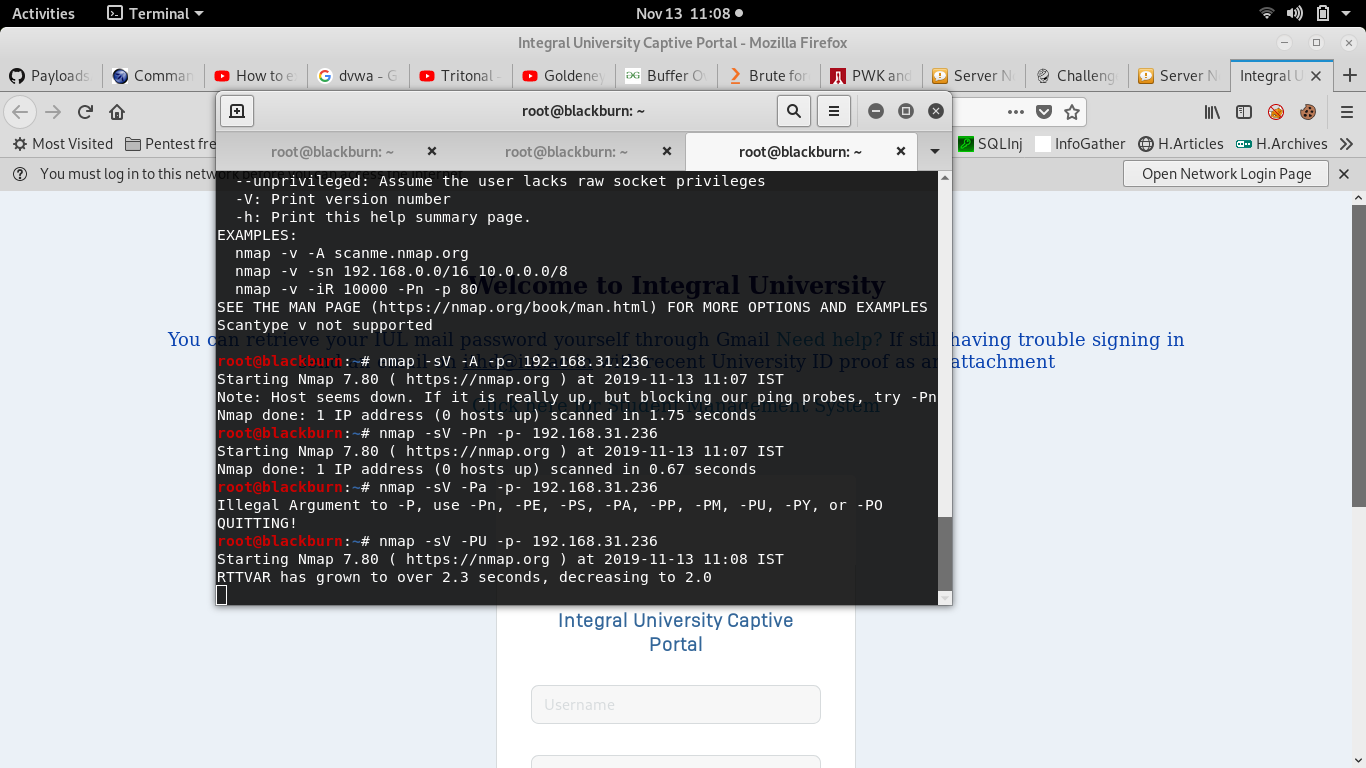 Activities Terminal Nov 13 11:08
Integral University Captive Portal - Mozilla Firefox
Payloads Comman How to e dvwa - G Tritonal - Goldeney Buffer Ov Brute for PWK and Server N Challeng Server N Integral U
root@blackburn: ~
Most Visited Pentest fre SQLInj InfoGather H.Articles H.Archives
root@blackburn: ~ root@blackburn: ~ root@blackburn: ~
You must log in to this network before you can access the Internet. Open Network Login Page
--unprivileged: Assume the user lacks raw socket privileges
-V: Print version number
-h: Print this help summary page.
EXAMPLES:
nmap -v -A scanme.nmap.org
nmap -v -sn 192.168.0.0/16 10.0.0.0/8
nmap -v -iR 10000 -Pn -p 80
SEE THE MAN PAGE (https://nmap.org/book/man.html) FOR MORE OPTIONS AND EXAMPLES
Scantype v not supported
root@blackburn:~# nmap -sV -A -p- 192.168.31.236
Starting Nmap 7.80 ( https://nmap.org ) at 2019-11-13 11:07 IST
Note: Host seems down. If it is really up, but blocking our ping probes, try -Pn
Nmap done: 1 IP address (0 hosts up) scanned in 1.75 seconds
root@blackburn:~# nmap -sV -Pn -p- 192.168.31.236
Starting Nmap 7.80 ( https://nmap.org ) at 2019-11-13 11:07 IST
Nmap done: 1 IP address (0 hosts up) scanned in 0.67 seconds
root@blackburn:~# nmap -sV -Pa -p- 192.168.31.236
Illegal Argument to -P, use -Pn, -PE, -PS, -PA, -PP, -PM, -PU, -PY, or -PO
QUITTING!
root@blackburn:~# nmap -sV -PU -p- 192.168.31.236
Starting Nmap 7.80 ( https://nmap.org ) at 2019-11-13 11:08 IST
RTTVAR has grown to over 2.3 seconds, decreasing to 2.0
Welcome to Integral University
You can retrieve your IUL mail password yourself through Gmail Need help? If still having trouble signing in
recent University ID proof as an attachment
Click here for Student Management System
Integral University Captive
Portal
Username